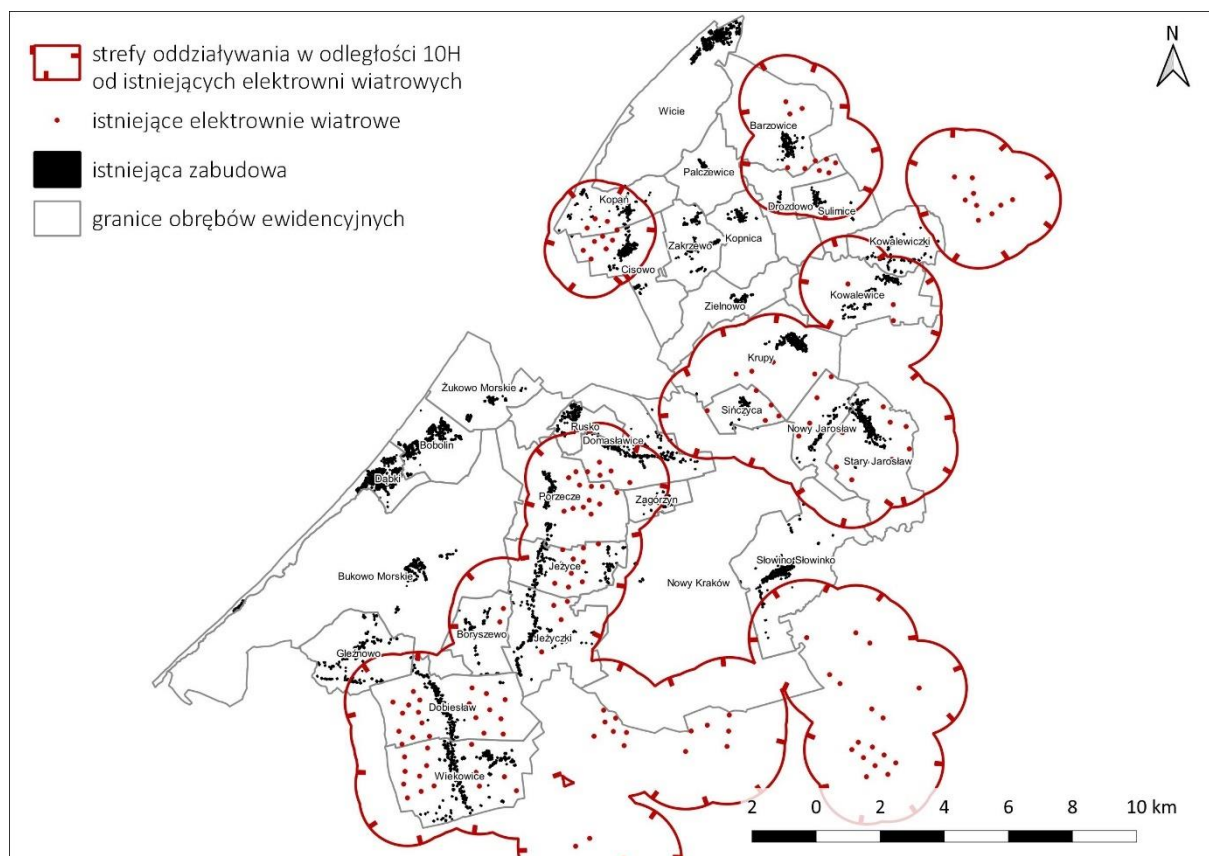 strefy oddziaływania w odległości 10H
od istniejących elektrowni wiatrowych
istniejące elektrownie wiatrowe
istniejąca zabudowa
granice obrębów ewidencyjnych
N
Wicie
Barzowice
Palczewice
Kopań
Drozdowo
Sulimice
Zakrzewo
Kopnica
Kowalewiczki
Cisowo
Kowalewice
Zielnowo
Krupy
Żukowo Morskie
Sińczyca
Rusko
Nowy Jarosław
Domasławice
Bobolin
Stary Jarosław
Dąbki
Porzecze
Zagórzyn
Jeżyce
Słowinot Słowinko
Bukowo Morskie
Nowy Kraków
Boryszewo
Jeżyczki
Gleźnowo
Dobiesław
Wiekowice
2 0 2 4 6 8 10 km